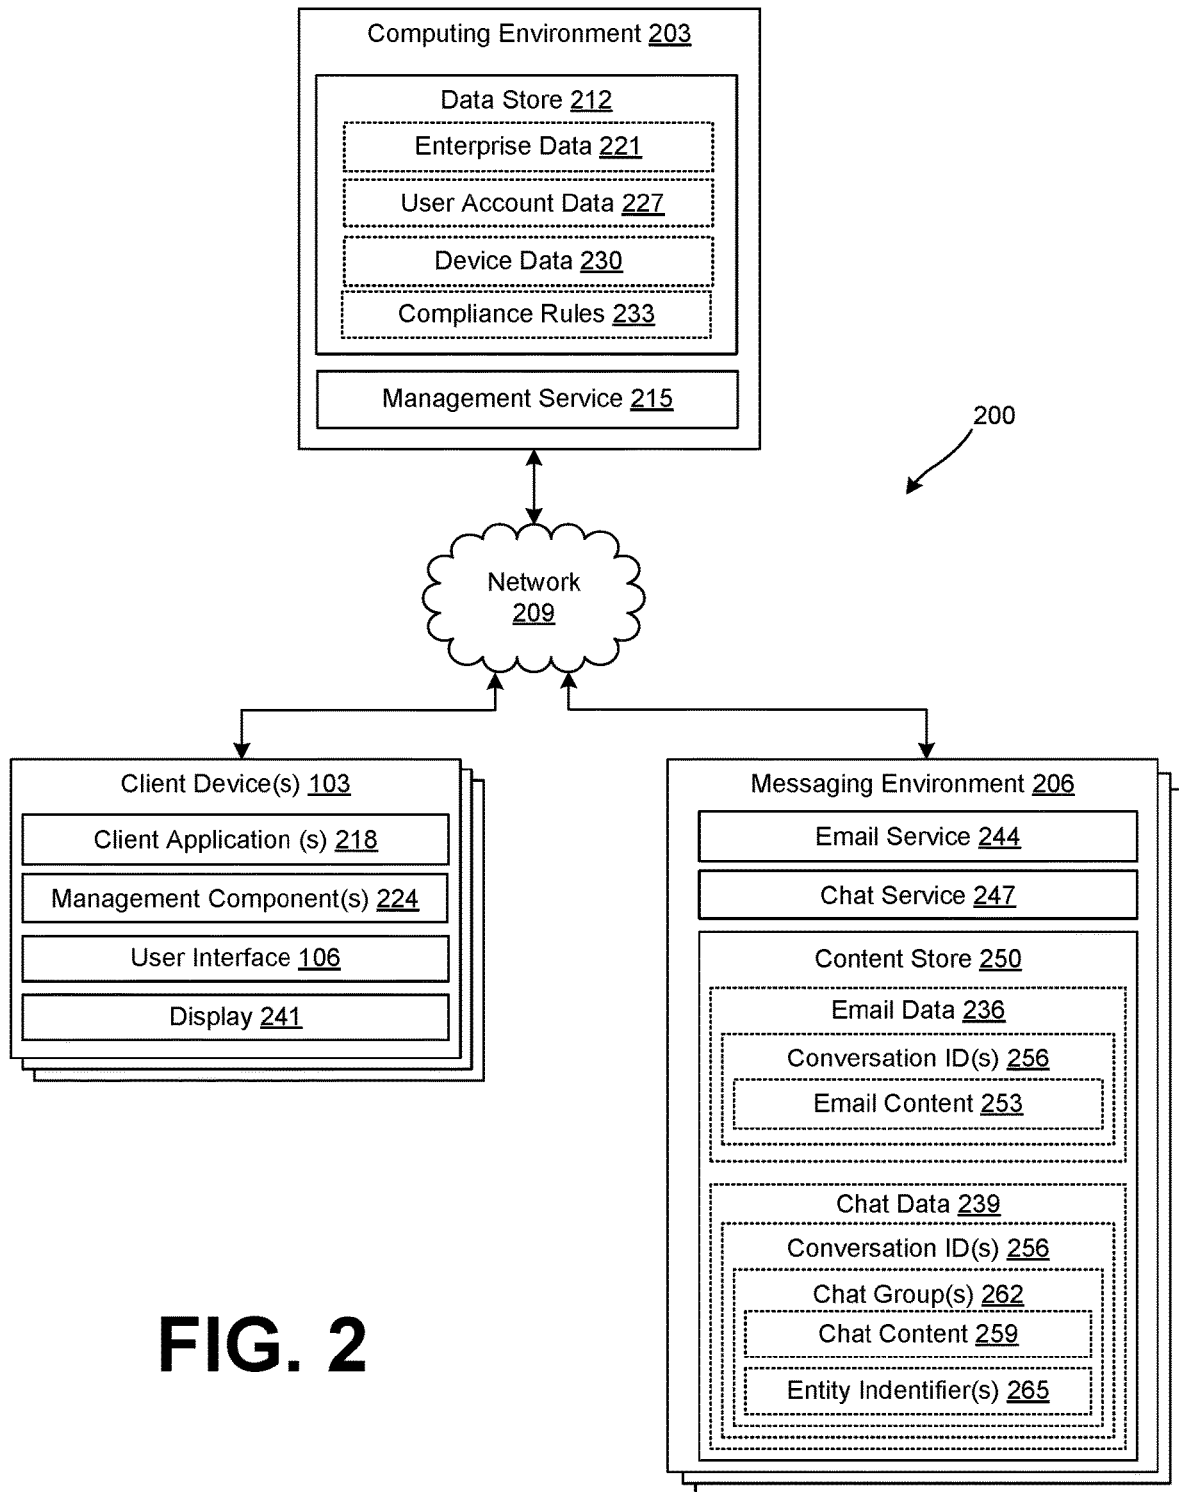 Computing Environment 203
Data Store 212
Enterprise Data 221
User Account Data 227
Device Data 230
Compliance Rules 233
Management Service 215
200
Network
209
Client Device(s) 103
Client Application (s) 218
Management Component(s) 224
User Interface 106
Display 241
Messaging Environment 206
Email Service 244
Chat Service 247
Content Store 250
Email Data 236
Conversation ID(s) 256
Email Content 253
Chat Data 239
Conversation ID(s) 256
Chat Group(s) 262
Chat Content 259
Entity Indentifier(s) 265
FIG. 2